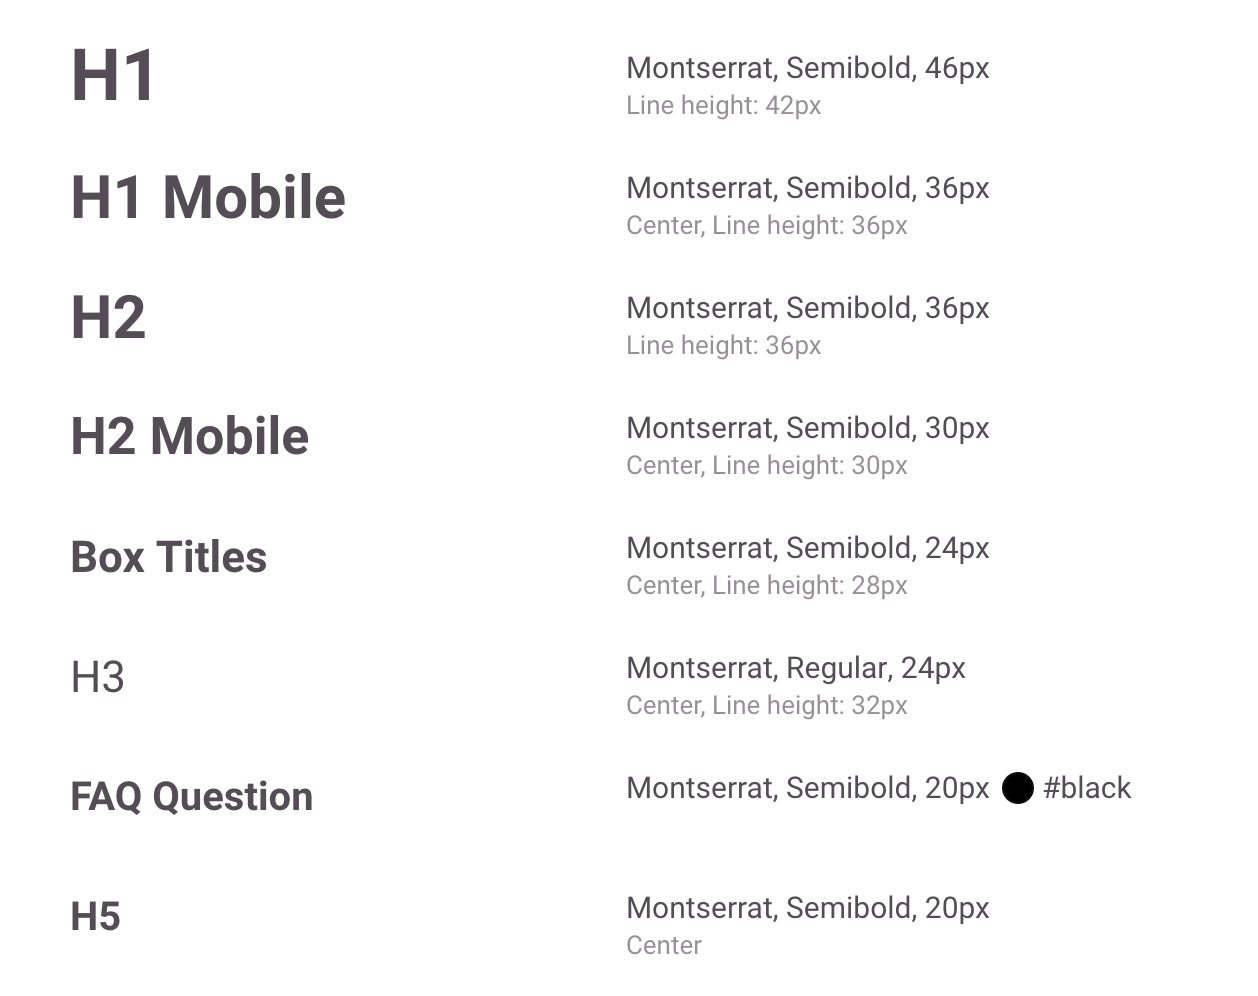 H1
Montserrat, Semibold, 46px
Line height: 42px
H1 Mobile
Montserrat, Semibold, 36px
Center, Line height: 36px
H2
Montserrat, Semibold, 36px
Line height: 36px
H2 Mobile
Montserrat, Semibold, 30px
Center, Line height: 30px
Box Titles
Montserrat, Semibold, 24px
Center, Line height: 28px
H3
Montserrat, Regular, 24px
Center, Line height: 32px
FAQ Question
Montserrat, Semibold, 20px #black
H5
Montserrat, Semibold, 20px
Center